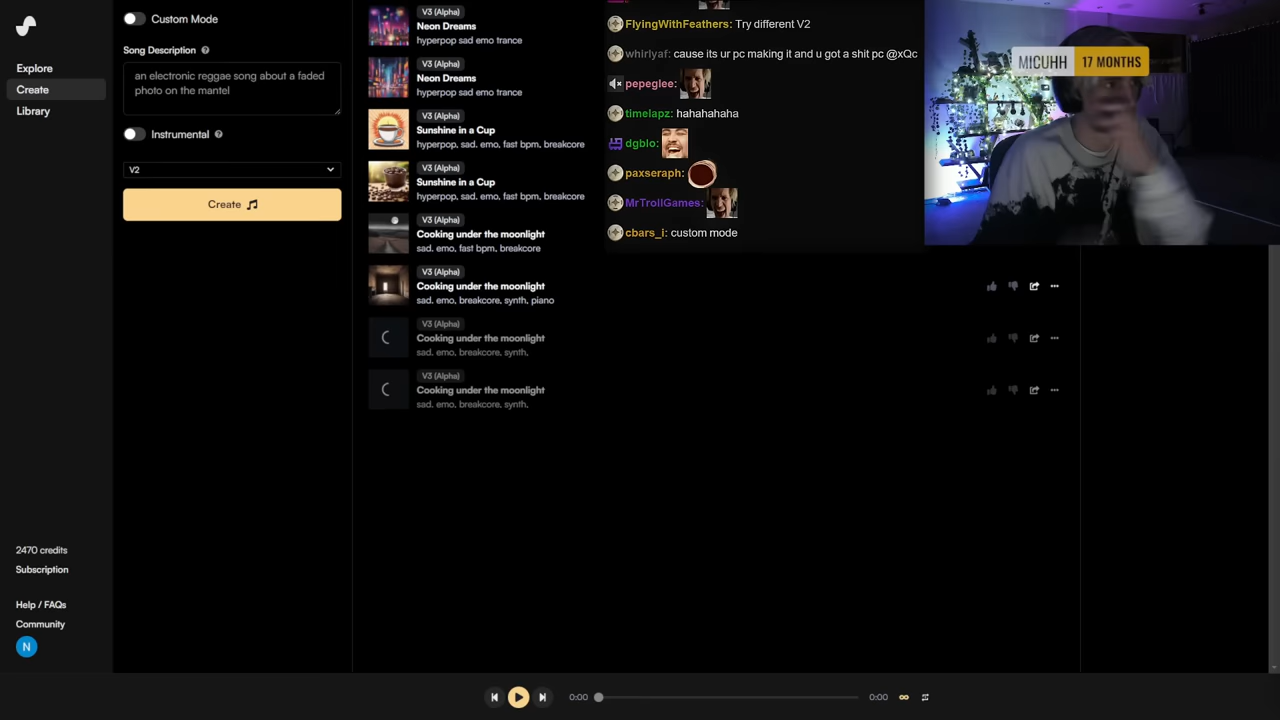 Custom Mode
Song Description
an electronic reggae song about a faded
photo on the mantel
Instrumental
V2
Create
Explore
Create
Library
2470 credits
Subscription
Help / FAQs
Community
N
V3 (Alpha)
Neon Dreams
hyperpop sad emo trance
V3 (Alpha)
Neon Dreams
hyperpop sad emo trance
V3 (Alpha)
Sunshine in a Cup
hyperpop, sad. emo, fast bpm, breakcore
V3 (Alpha)
Sunshine in a Cup
hyperpop, sad. emo, fast bpm, breakcore
V3 (Alpha)
Cooking under the moonlight
sad. emo, fast bpm, breakcore
V3 (Alpha)
Cooking under the moonlight
sad. emo, breakcore, synth, piano
V3 (Alpha)
Cooking under the moonlight
sad. emo, breakcore, synth,
V3 (Alpha)
Cooking under the moonlight
sad. emo, breakcore, synth,
FlyingWithFeathers: Try different V2
whirlyaf: cause its ur pc making it and u got a shit pc @xQc
pepeglee:
timelapz: hahahahaha
dgblo:
paxseraph:
MrTrollGames:
cbars_i: custom mode
MICUHH 17 MONTHS
0:00
0:00